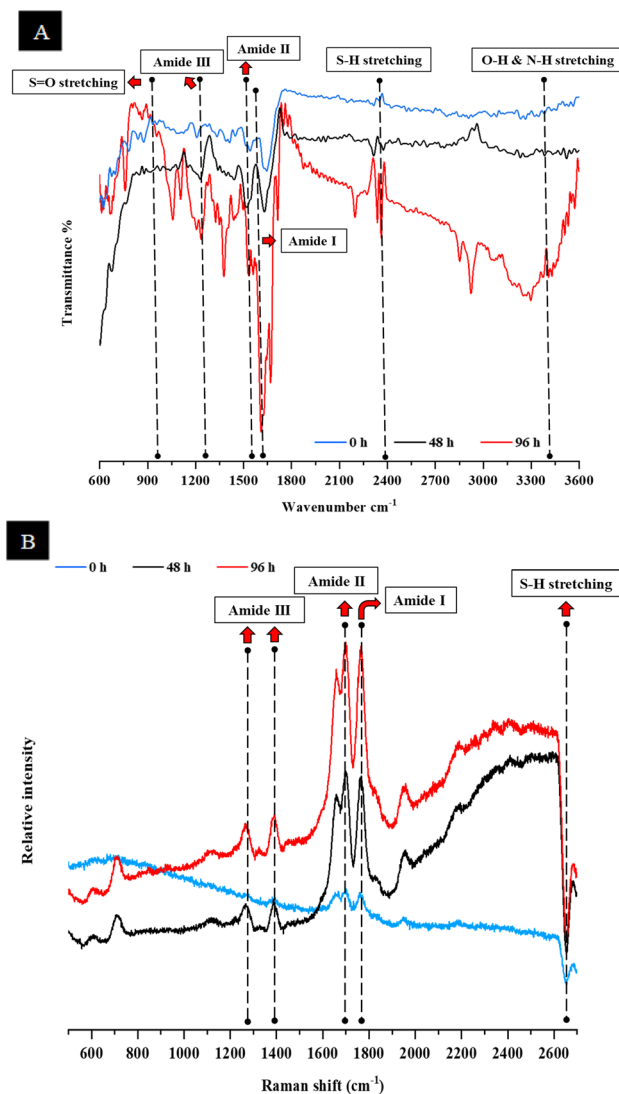 A
Amide II
Amide III
S-H stretching
O-H & N-H stretching
S=O stretching
Amide I
Transmittance %
0 h 48 h 96 h
600 900 1200 1500 1800 2100 2400 2700 3000 3300 3600
Wavenumber cm-1
B
0 h 48 h 96 h
Amide II
S-H stretching
Amide III
Amide I
Relative intensity
600 800 1000 1200 1400 1600 1800 2000 2200 2400 2600
Raman shift (cm-1)